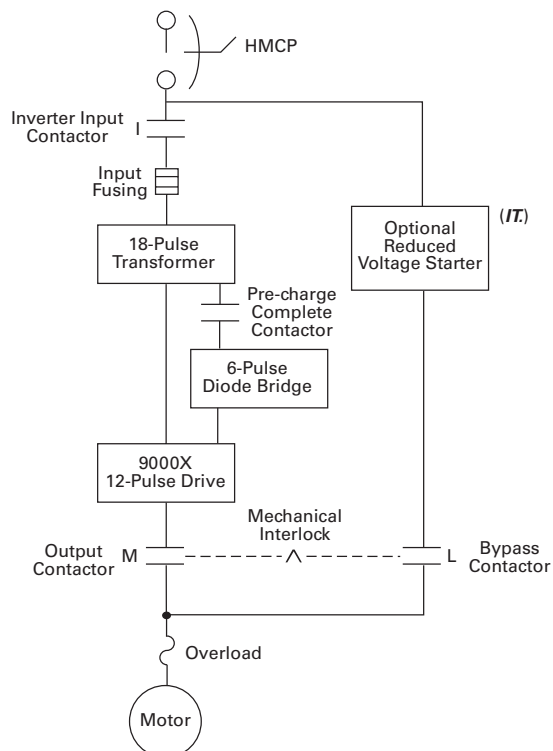 HMCP
Inverter Input
Contactor
I
Input
Fusing
18-Pulse
Transformer
Optional
Reduced
Voltage Starter
(IT.)
Pre-charge
Complete
Contactor
6-Pulse
Diode Bridge
9000X
12-Pulse Drive
Mechanical
Interlock
Output
Contactor
M
L
Bypass
Contactor
Overload
Motor